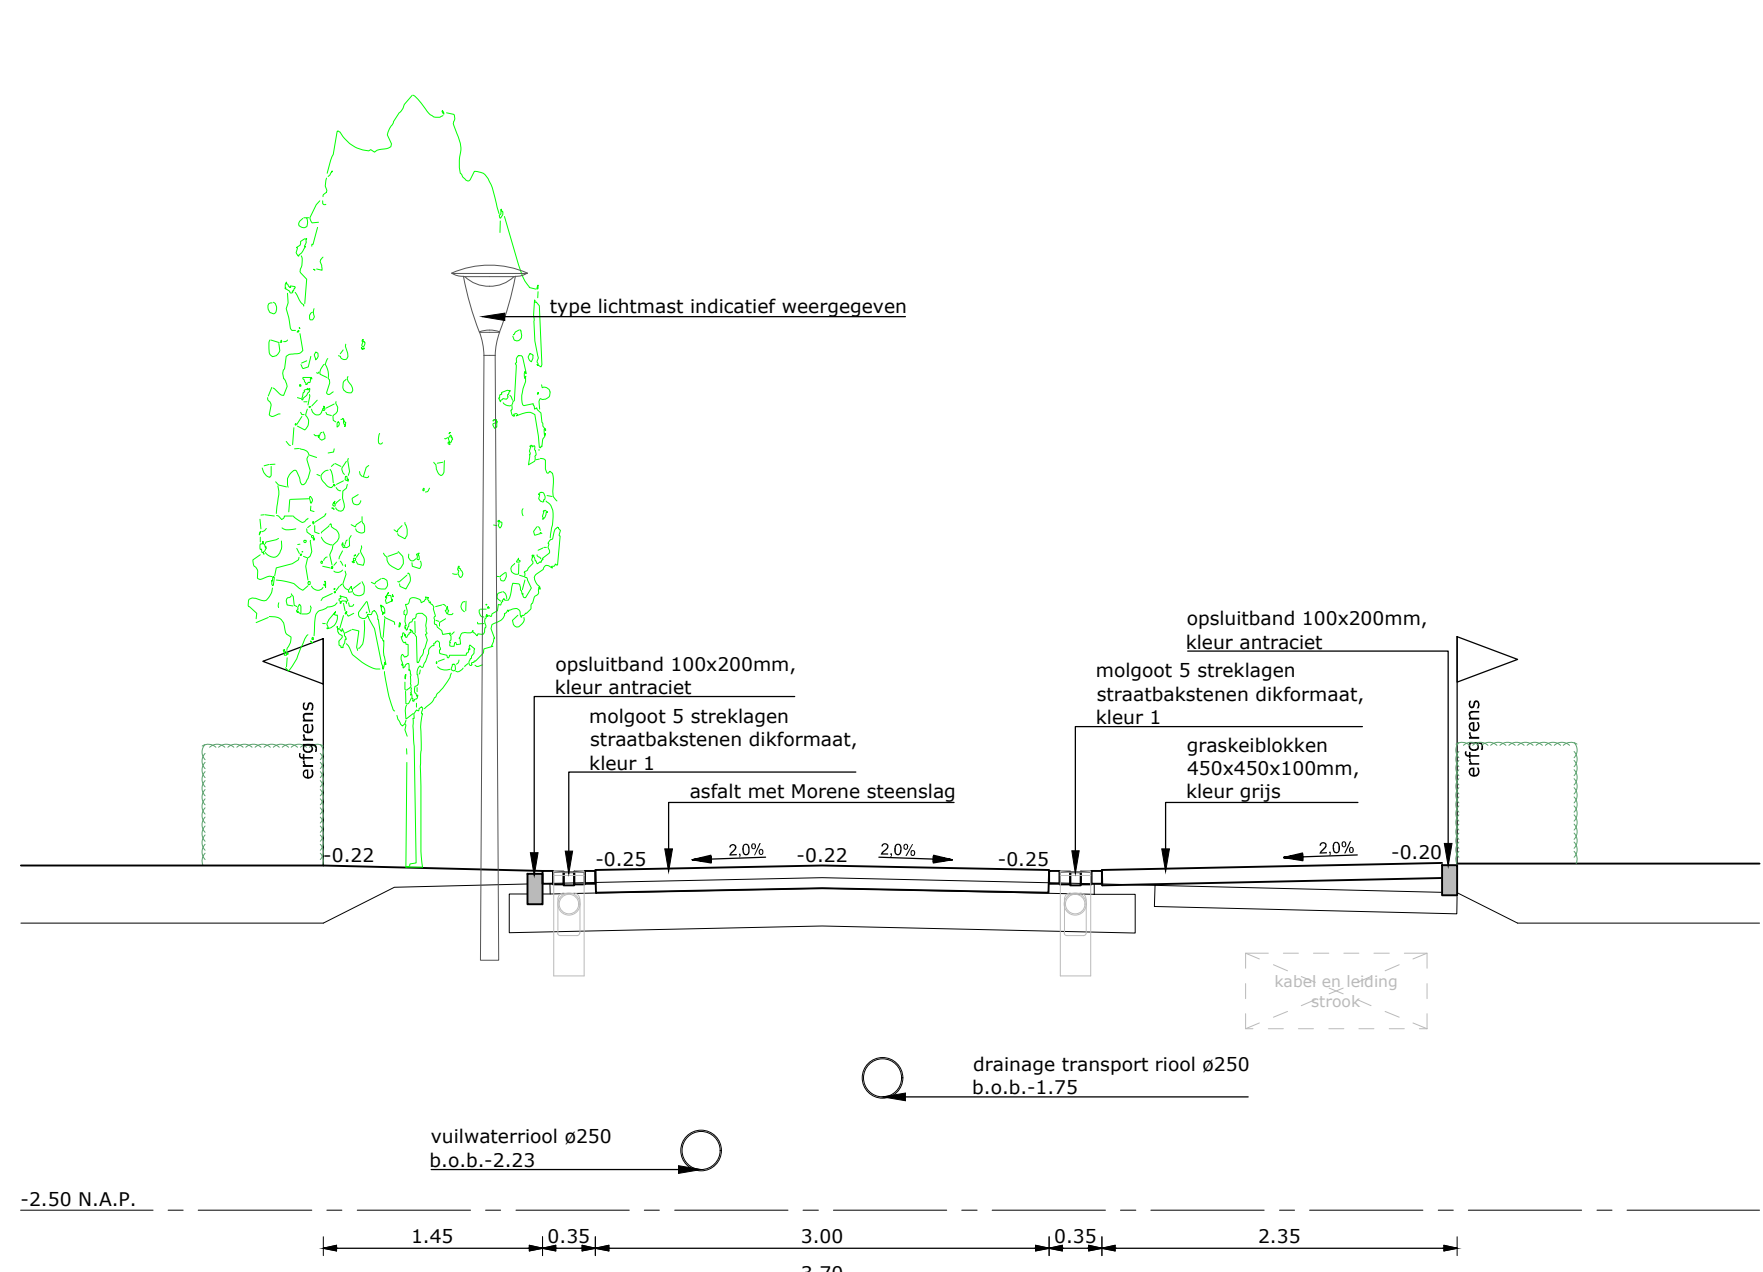 type lichtmast indicatief weergegeven
opsluitband 100x200mm,
kleur antraciet
opsluitband 100x200mm,
kleur antraciet
molgoot 5 streklagen
straatbakstenen dikformaat,
kleur 1
molgoot 5 streklagen
straatbakstenen dikformaat,
kleur 1
graskeiblokken
450x450x100mm,
kleur grijs
erfgrens
erfgrens
asfalt met Morene steenslag
-0.22
-0.25
2,0%
-0.22
2,0%
-0.25
2,0%
-0.20
kabel en leiding
strook
drainage transport riool ø250
b.o.b.-1.75
vuilwaterriool ø250
b.o.b.-2.23
-2.50 N.A.P.
1.45
0.35
3.00
0.35
2.35
3.70